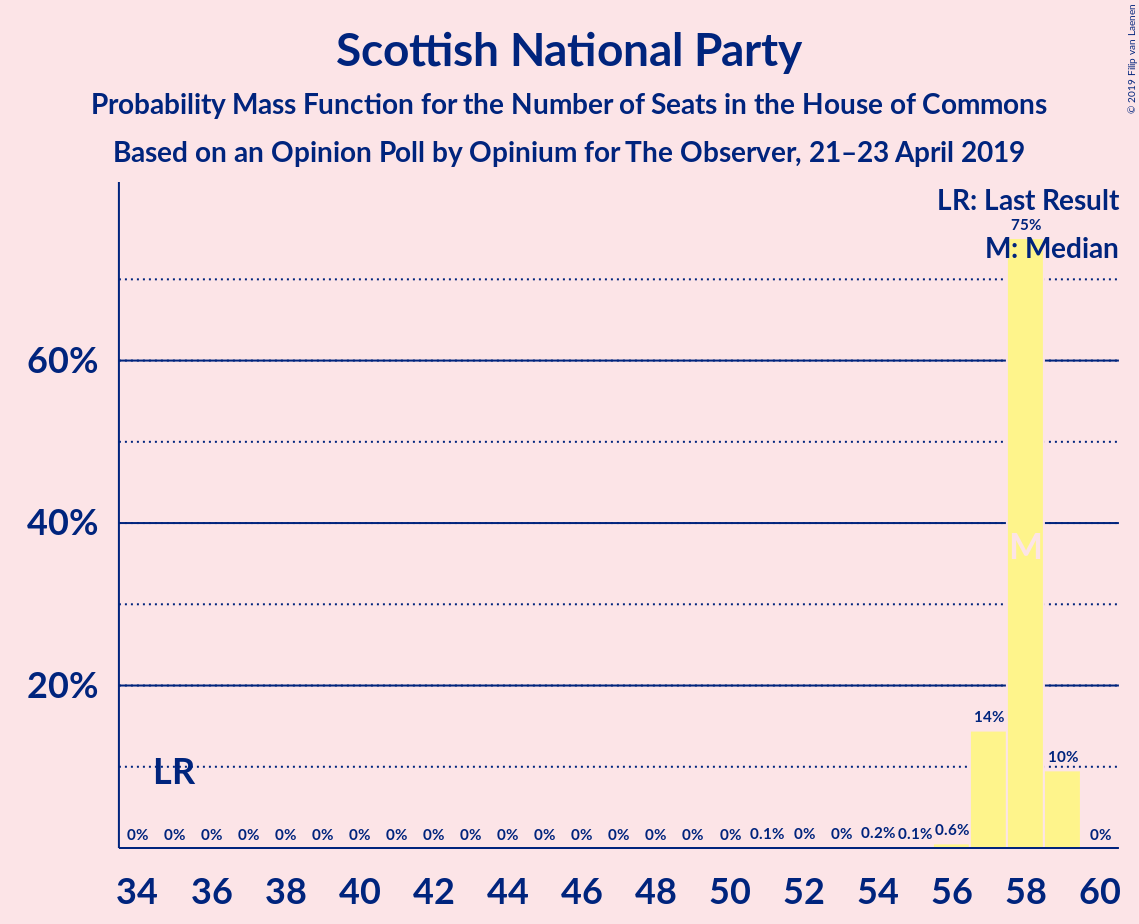 Scottish National Party
Probability Mass Function for the Number of Seats in the House of Commons
Based on an Opinion Poll by Opinium for The Observer, 21–23 April 2019
© 2019 Filip van Laenen
LR: Last Result
75%
M: Median
60%
40%
M
20%
14%
10%
LR
0% 0% 0% 0% 0% 0% 0% 0% 0% 0% 0% 0% 0% 0% 0% 0% 0% 0.1% 0% 0% 0.2% 0.1% 0.6% 0%
34 36 38 40 42 44 46 48 50 52 54 56 58 60